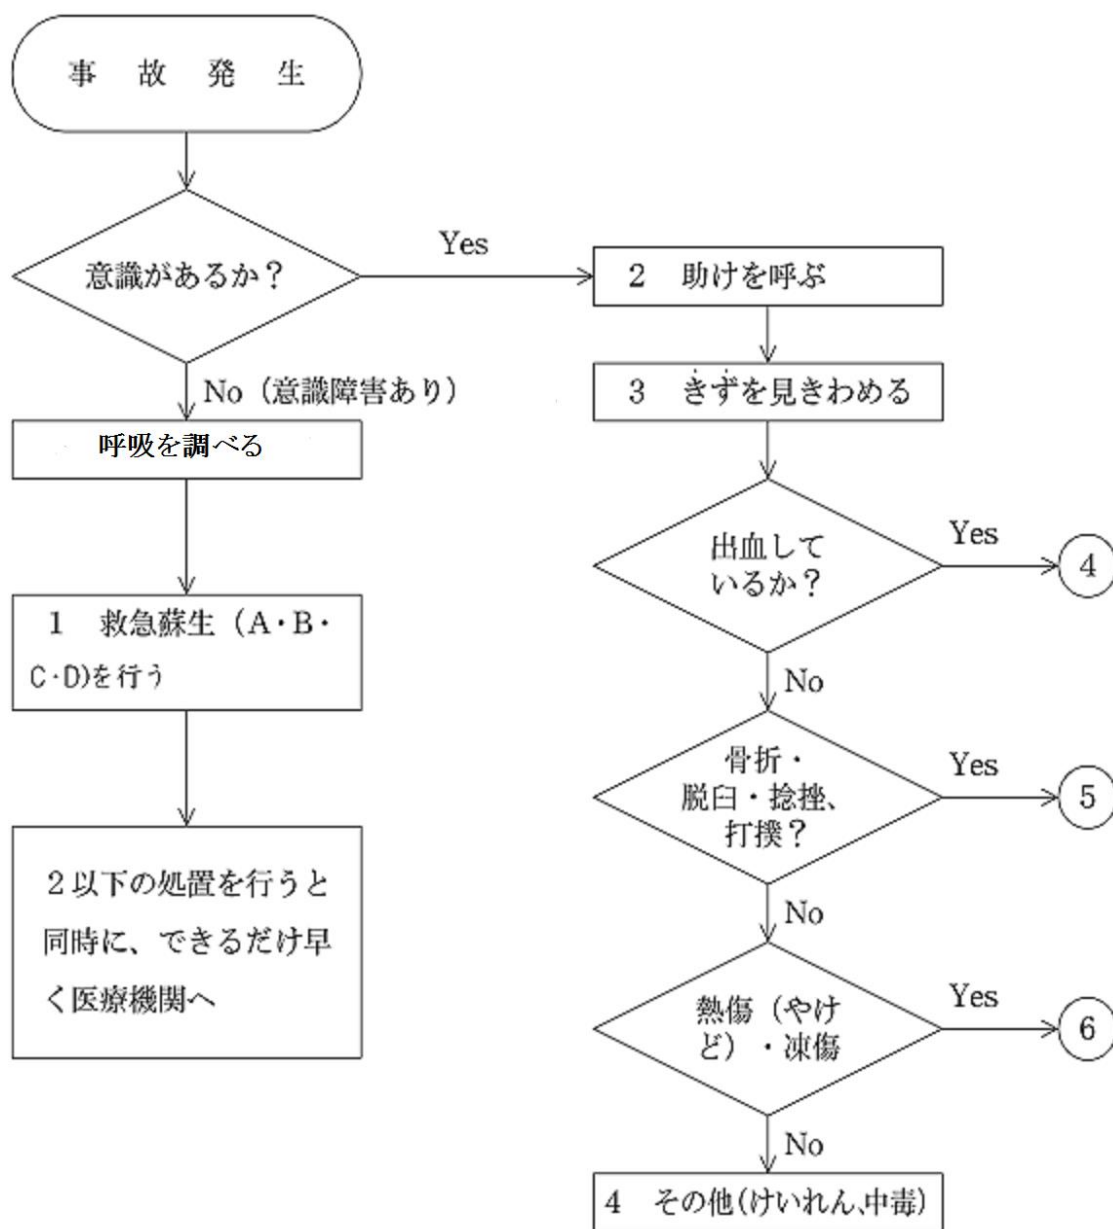 事 故 発 生
意識があるか？
Yes
No（意識障害あり）
呼吸を調べる
1 救急蘇生（A・B・
C・D)を行う
２以下の処置を行うと
同時に、できるだけ早
く医療機関へ
2 助けを呼ぶ
3 きずを見きわめる
出血して
いるか？
Yes
4
No
骨折・
脱臼・捻挫、
打撲？
Yes
5
No
熱傷（やけ
ど）・凍傷
Yes
6
No
4 その他(けいれん､中毒)